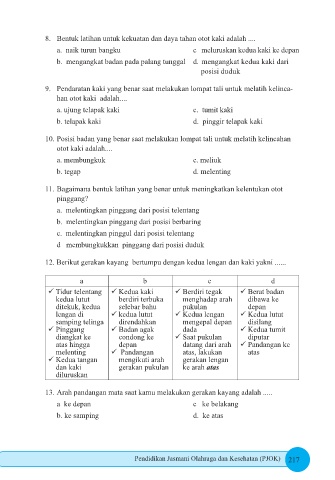 8. Bentuk latihan untuk kekuatan dan daya tahan otot kaki adalah ....
a. naik turun bangku c meluruskan kedua kaki ke depan
b. mengangkat badan pada palang tunggal d. mengangkat kedua kaki dari
posisi duduk
9. Pendaratan kaki yang benar saat melakukan lompat tali untuk melatih kelinca-
han otot kaki adalah....
a. ujung telapak kaki c. tumit kaki
b. telapak kaki d. pinggir telapak kaki
10. Posisi badan yang benar saat melakukan lompat tali untuk melatih kelincahan
otot kaki adalah....
a. membungkuk c. meliuk
b. tegap d. melenting
11. Bagaimana bentuk latihan yang benar untuk meningkatkan kelentukan otot
pinggang?
a. melentingkan pinggang dari posisi telentang
b. melentingkan pinggang dari posisi berbaring
c. melentingkan pinggul dari posisi telentang
d membungkukkan pinggang dari posisi duduk
12. Berikut gerakan kayang bertumpu dengan kedua lengan dan kaki yakni ......
a b c d
✓ Tidur telentang
kedua lutut
ditekuk, kedua
lengan di
samping telinga
✓ Pinggang
diangkat ke
atas hingga
melenting
✓ Kedua tangan
dan kaki
diluruskan
✓ Kedua kaki
berdiri terbuka
selebar bahu
✓ kedua lutut
direndahkan
✓ Badan agak
condong ke
depan
✓ Pandangan
mengikuti arah
gerakan pukulan
✓ Berdiri tegak
menghadap arah
pukulan
✓ Kedua lengan
mengepal depan
dada
✓ Saat pukulan
datang dari arah
atas, lakukan
gerakan lengan
ke arah atas
✓ Berat badan
dibawa ke
depan
✓ Kedua lutut
disilang
✓ Kedua tumit
diputar
✓ Pandangan ke
atas
13. Arah pandangan mata saat kamu melakukan gerakan kayang adalah .....
a ke depan c ke belakang
b. ke samping d. ke atas
Pendidikan Jasmani Olahraga dan Kesehatan (PJOK) 217